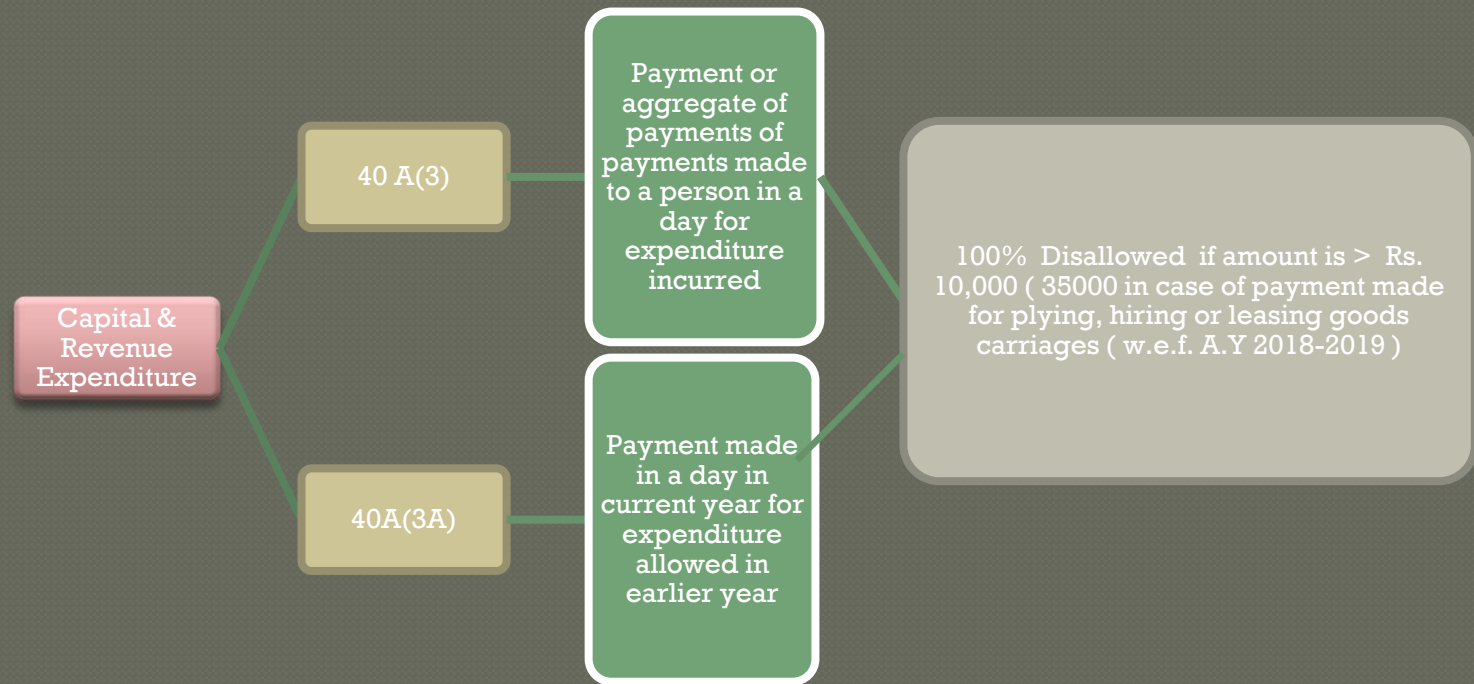 Capital &
Revenue
Expenditure
40 A(3)
Payment or
aggregate of
payments of
payments made
to a person in a
day for
expenditure
incurred
40A(3A)
Payment made
in a day in
current year for
expenditure
allowed in
earlier year
100% Disallowed if amount is > Rs.
10,000 ( 35000 in case of payment made
for plying, hiring or leasing goods
carriages ( w.e.f. A.Y 2018-2019 )